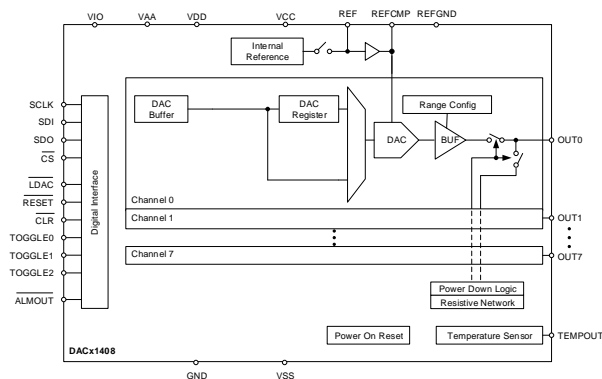 VIO VAA VDD VCC REF REFCMP REFGND
Internal
Reference
SCLK
SDI
SDO
CS
LDAC
RESET
CLR
TOGGLE0
TOGGLE1
TOGGLE2
ALMOUT
Digital Interface
DAC
Buffer
DAC
Register
Range Config
DAC
BUF
OUT0
Channel 0
Channel 1
OUT1
Channel 7
OUT7
Power Down Logic
Resistive Network
Power On Reset
Temperature Sensor
TEMPOUT
DACx1408
GND VSS